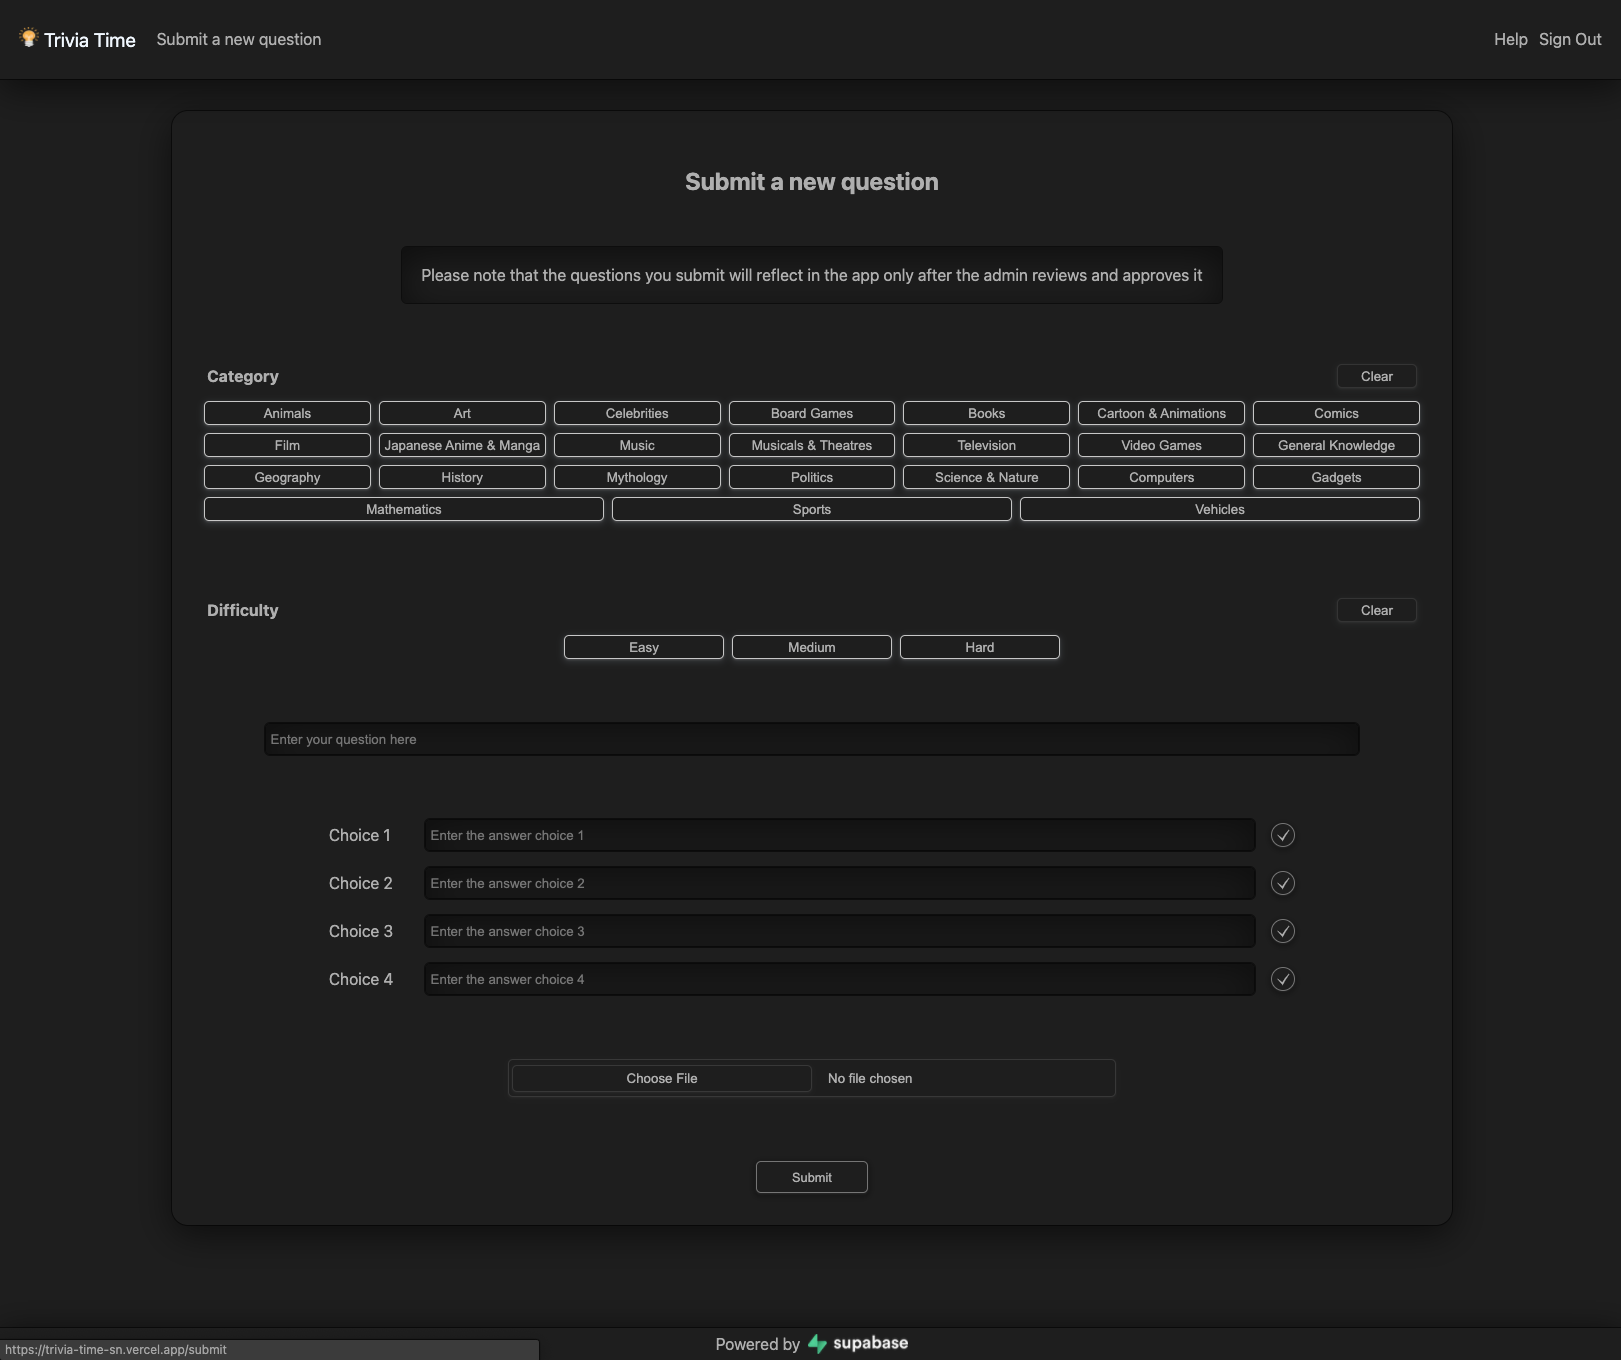 Trivia Time Submit a new question Help Sign Out
Submit a new question
Please note that the questions you submit will reflect in the app only after the admin reviews and approves it
Category Clear
Animals Art Celebrities Board Games Books Cartoon & Animations Comics
Film Japanese Anime & Manga Music Musicals & Theatres Television Video Games General Knowledge
Geography History Mythology Politics Science & Nature Computers Gadgets
Mathematics Sports Vehicles
Difficulty Clear
Easy Medium Hard
Enter your question here
Choice 1 Enter the answer choice 1
Choice 2 Enter the answer choice 2
Choice 3 Enter the answer choice 3
Choice 4 Enter the answer choice 4
Choose File No file chosen
Submit
Powered by supabase
https://trivia-time-sn.vercel.app/submit